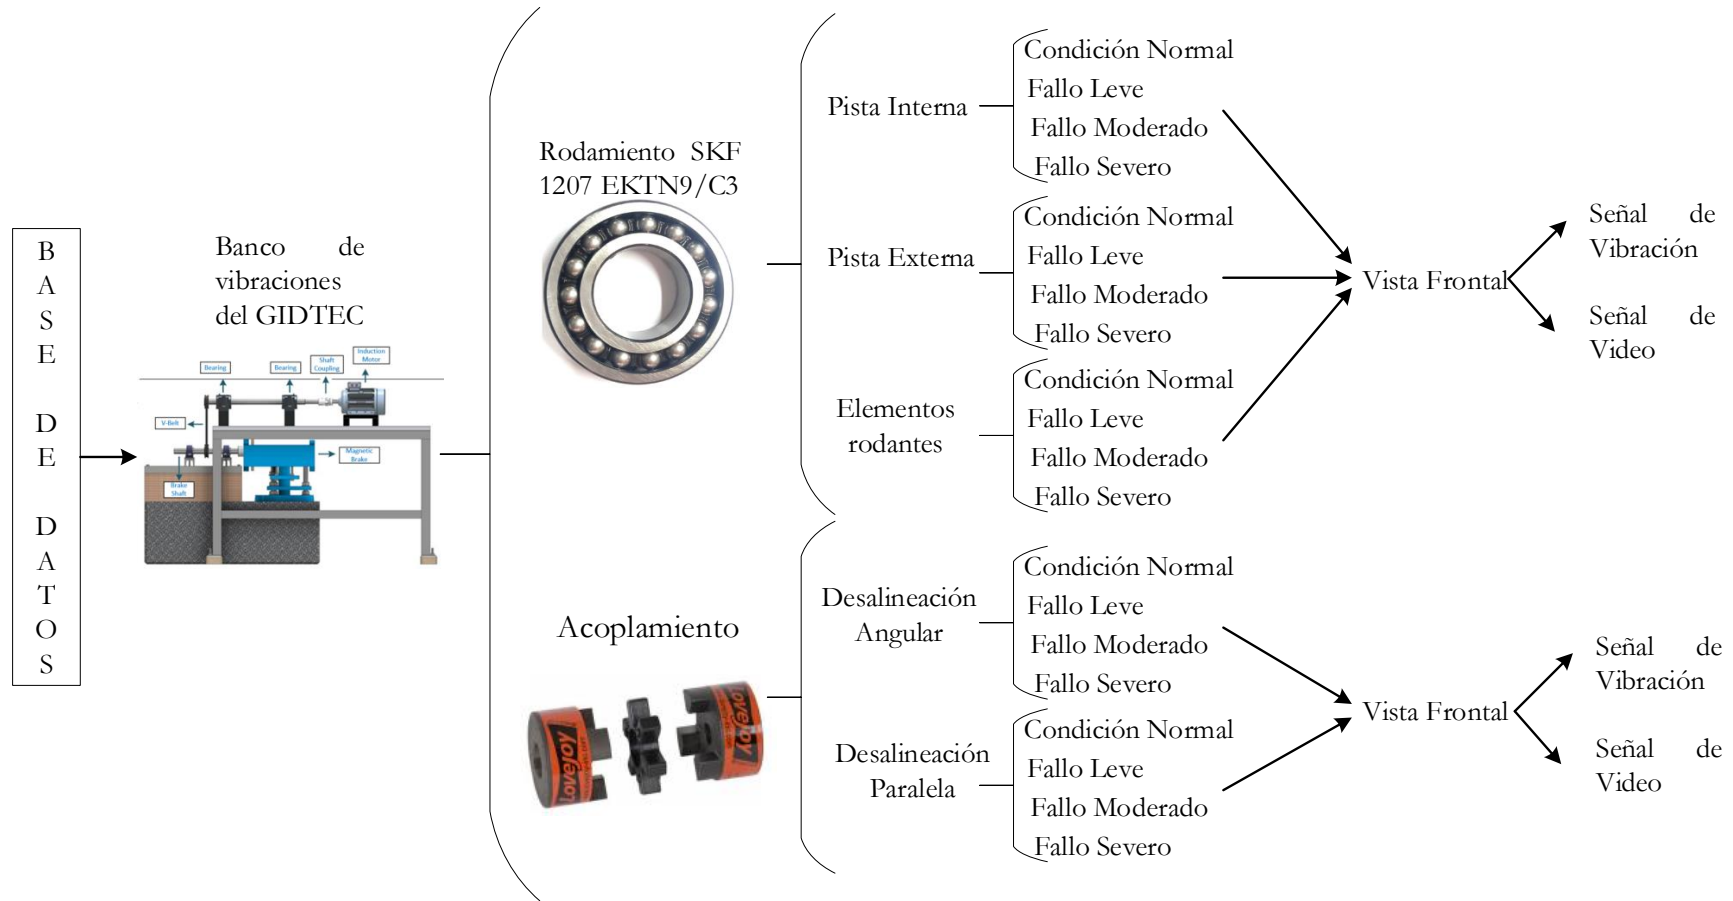 BASE DE DATOS
Banco de
vibraciones
del GIDTEC
Bearing
Bearing
Shaft
Coupling
Induction
Motor
V-Belt
Magnetic
Brake
Brake
Shaft
Rodamiento SKF
1207 EKTN9/C3
Pista Interna
Condición Normal
Fallo Leve
Fallo Moderado
Fallo Severo
Pista Externa
Condición Normal
Fallo Leve
Fallo Moderado
Fallo Severo
Elementos
rodantes
Condición Normal
Fallo Leve
Fallo Moderado
Fallo Severo
Vista Frontal
Señal de
Vibración
Señal de
Video
Acoplamiento
Lovejoy
Lovejoy
Desalineación
Angular
Condición Normal
Fallo Leve
Fallo Moderado
Fallo Severo
Desalineación
Paralela
Condición Normal
Fallo Leve
Fallo Moderado
Fallo Severo
Vista Frontal
Señal de
Vibración
Señal de
Video